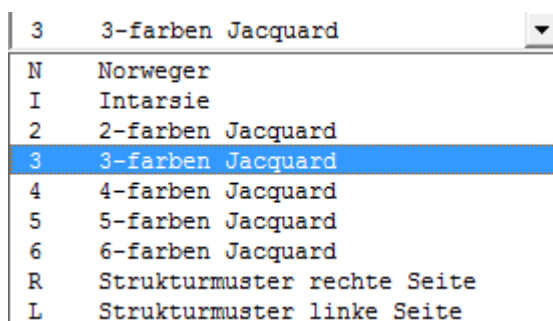 3 3-farben Jacquard
N Norweger
I Intarsie
2 2-farben Jacquard
3 3-farben Jacquard
4 4-farben Jacquard
5 5-farben Jacquard
6 6-farben Jacquard
R Strukturmuster rechte Seite
L Strukturmuster linke Seite